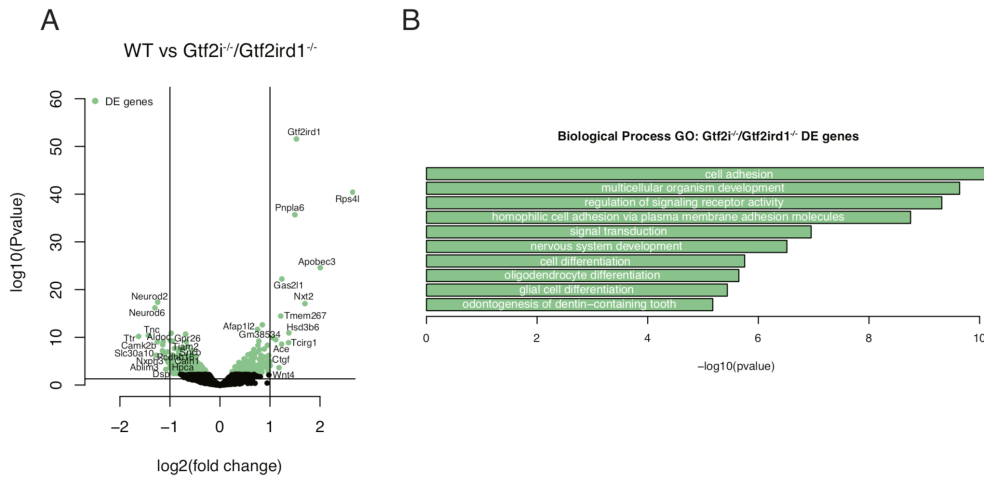 A
WT vs Gtf2i-/-/Gtf2ird1-/-
DE genes
log10(Pvalue)
60
50
40
30
20
10
0
Gtf2ird1
Rps4l
Pnpla6
Apobec3
Gas2l1
Nxt2
Neurod2
Neurod6
Tmem267
Afap1l2
Hsd3b6
Gm38534
Tnc
Ttr
Aldoc
Gpr26
Tcirg1
Camk2b
Tiam2
Ace
Slc30a10
Nxph3
Caln1
Ctgf
Ablim3
Hpca
Dsp
Wnt4
−2 −1 0 1 2
log2(fold change)
B
Biological Process GO: Gtf2i-/-/Gtf2ird1-/- DE genes
cell adhesion
multicellular organism development
regulation of signaling receptor activity
homophilic cell adhesion via plasma membrane adhesion molecules
signal transduction
nervous system development
cell differentiation
oligodendrocyte differentiation
glial cell differentiation
odontogenesis of dentin−containing tooth
0 2 4 6 8 10
−log10(pvalue)